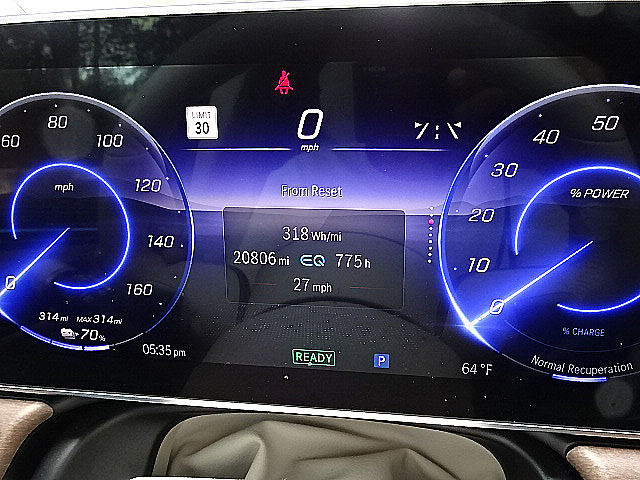 LIMIT
30
0
mph
60
80
100
120
140
160
0
mph
314 mi MAX 314 mi
70%
05:35 pm
From Reset
318 Wh/mi
20806 mi EQ 775 h
27 mph
READY
P
64 °F
50
40
30
20
10
0
% POWER
% CHARGE
Normal Recuperation